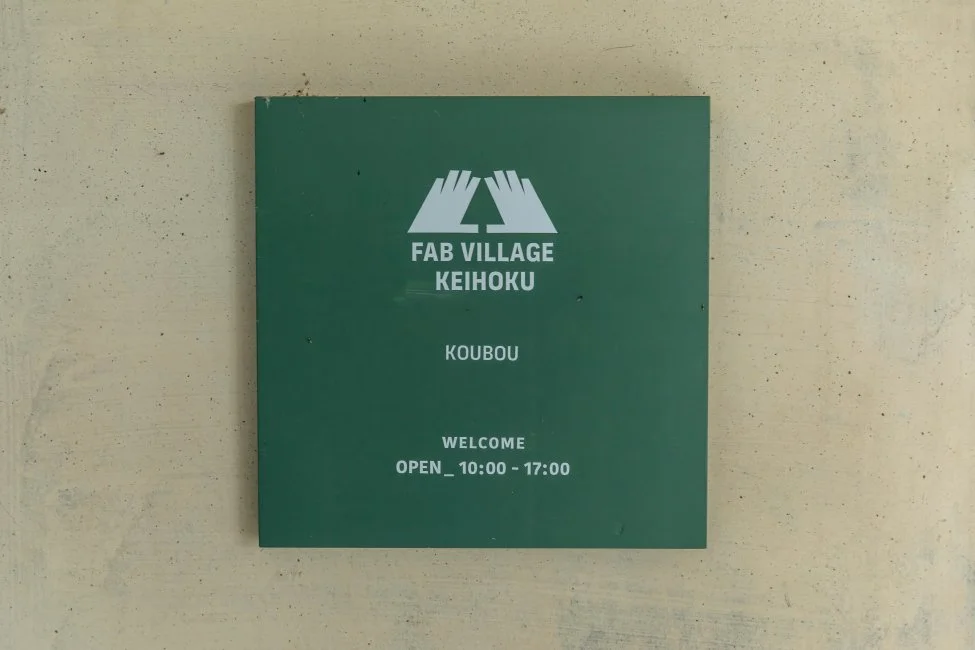 FAB VILLAGE
KEIHOKU
KOUBOU
WELCOME
OPEN_ 10:00 - 17:00